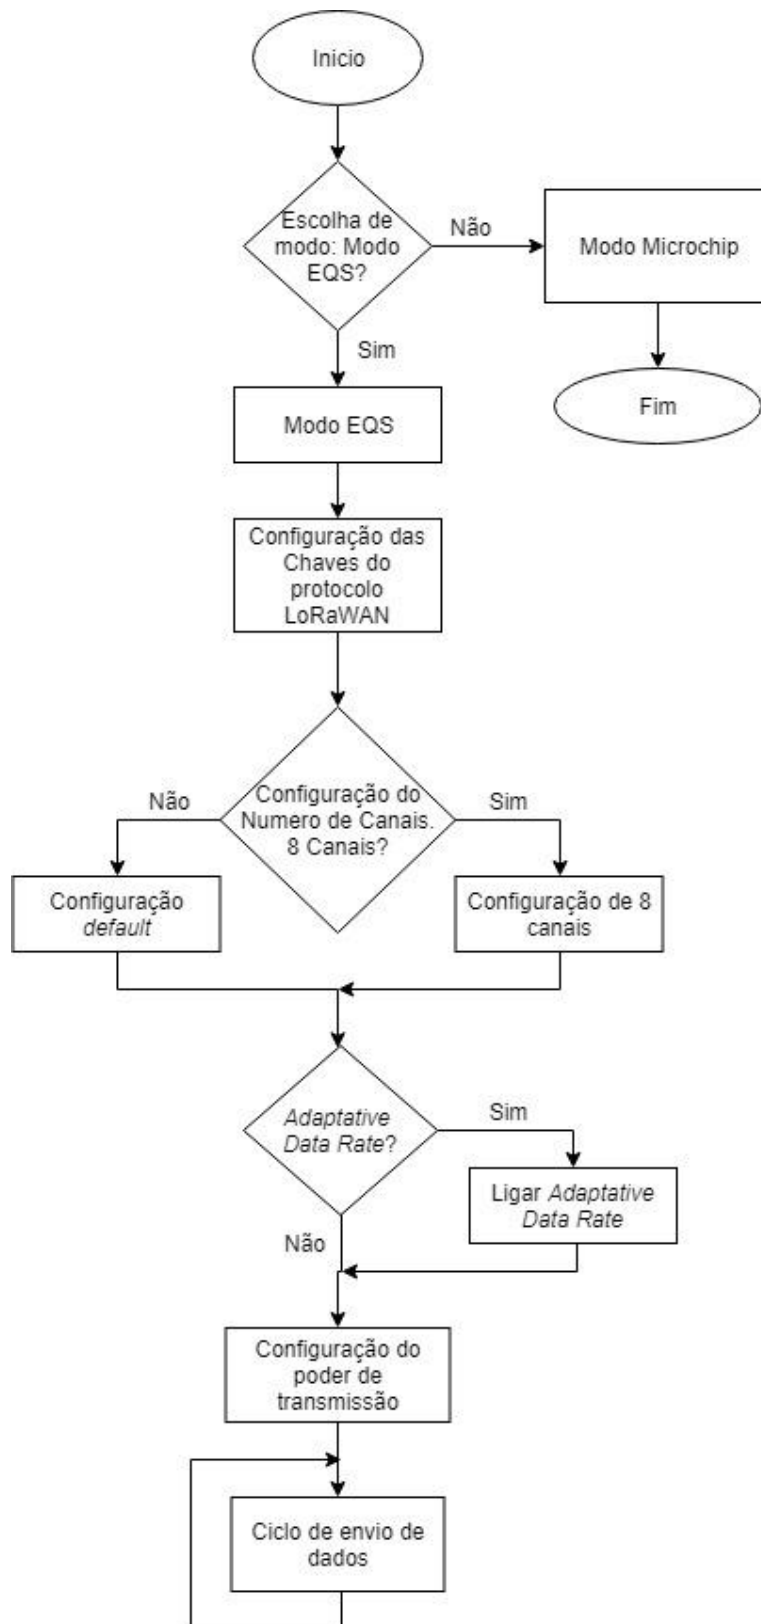 Inicio
Escolha de
modo: Modo
EQS?
Não
Modo Microchip
Sim
Fim
Modo EQS
Configuração das
Chaves do
protocolo
LoRaWAN
Não
Configuração do
Numero de Canais.
8 Canais?
Sim
Configuração
default
Configuração de 8
canais
Adaptative
Data Rate?
Sim
Ligar Adaptative
Data Rate
Não
Configuração do
poder de
transmissão
Ciclo de envio de
dados